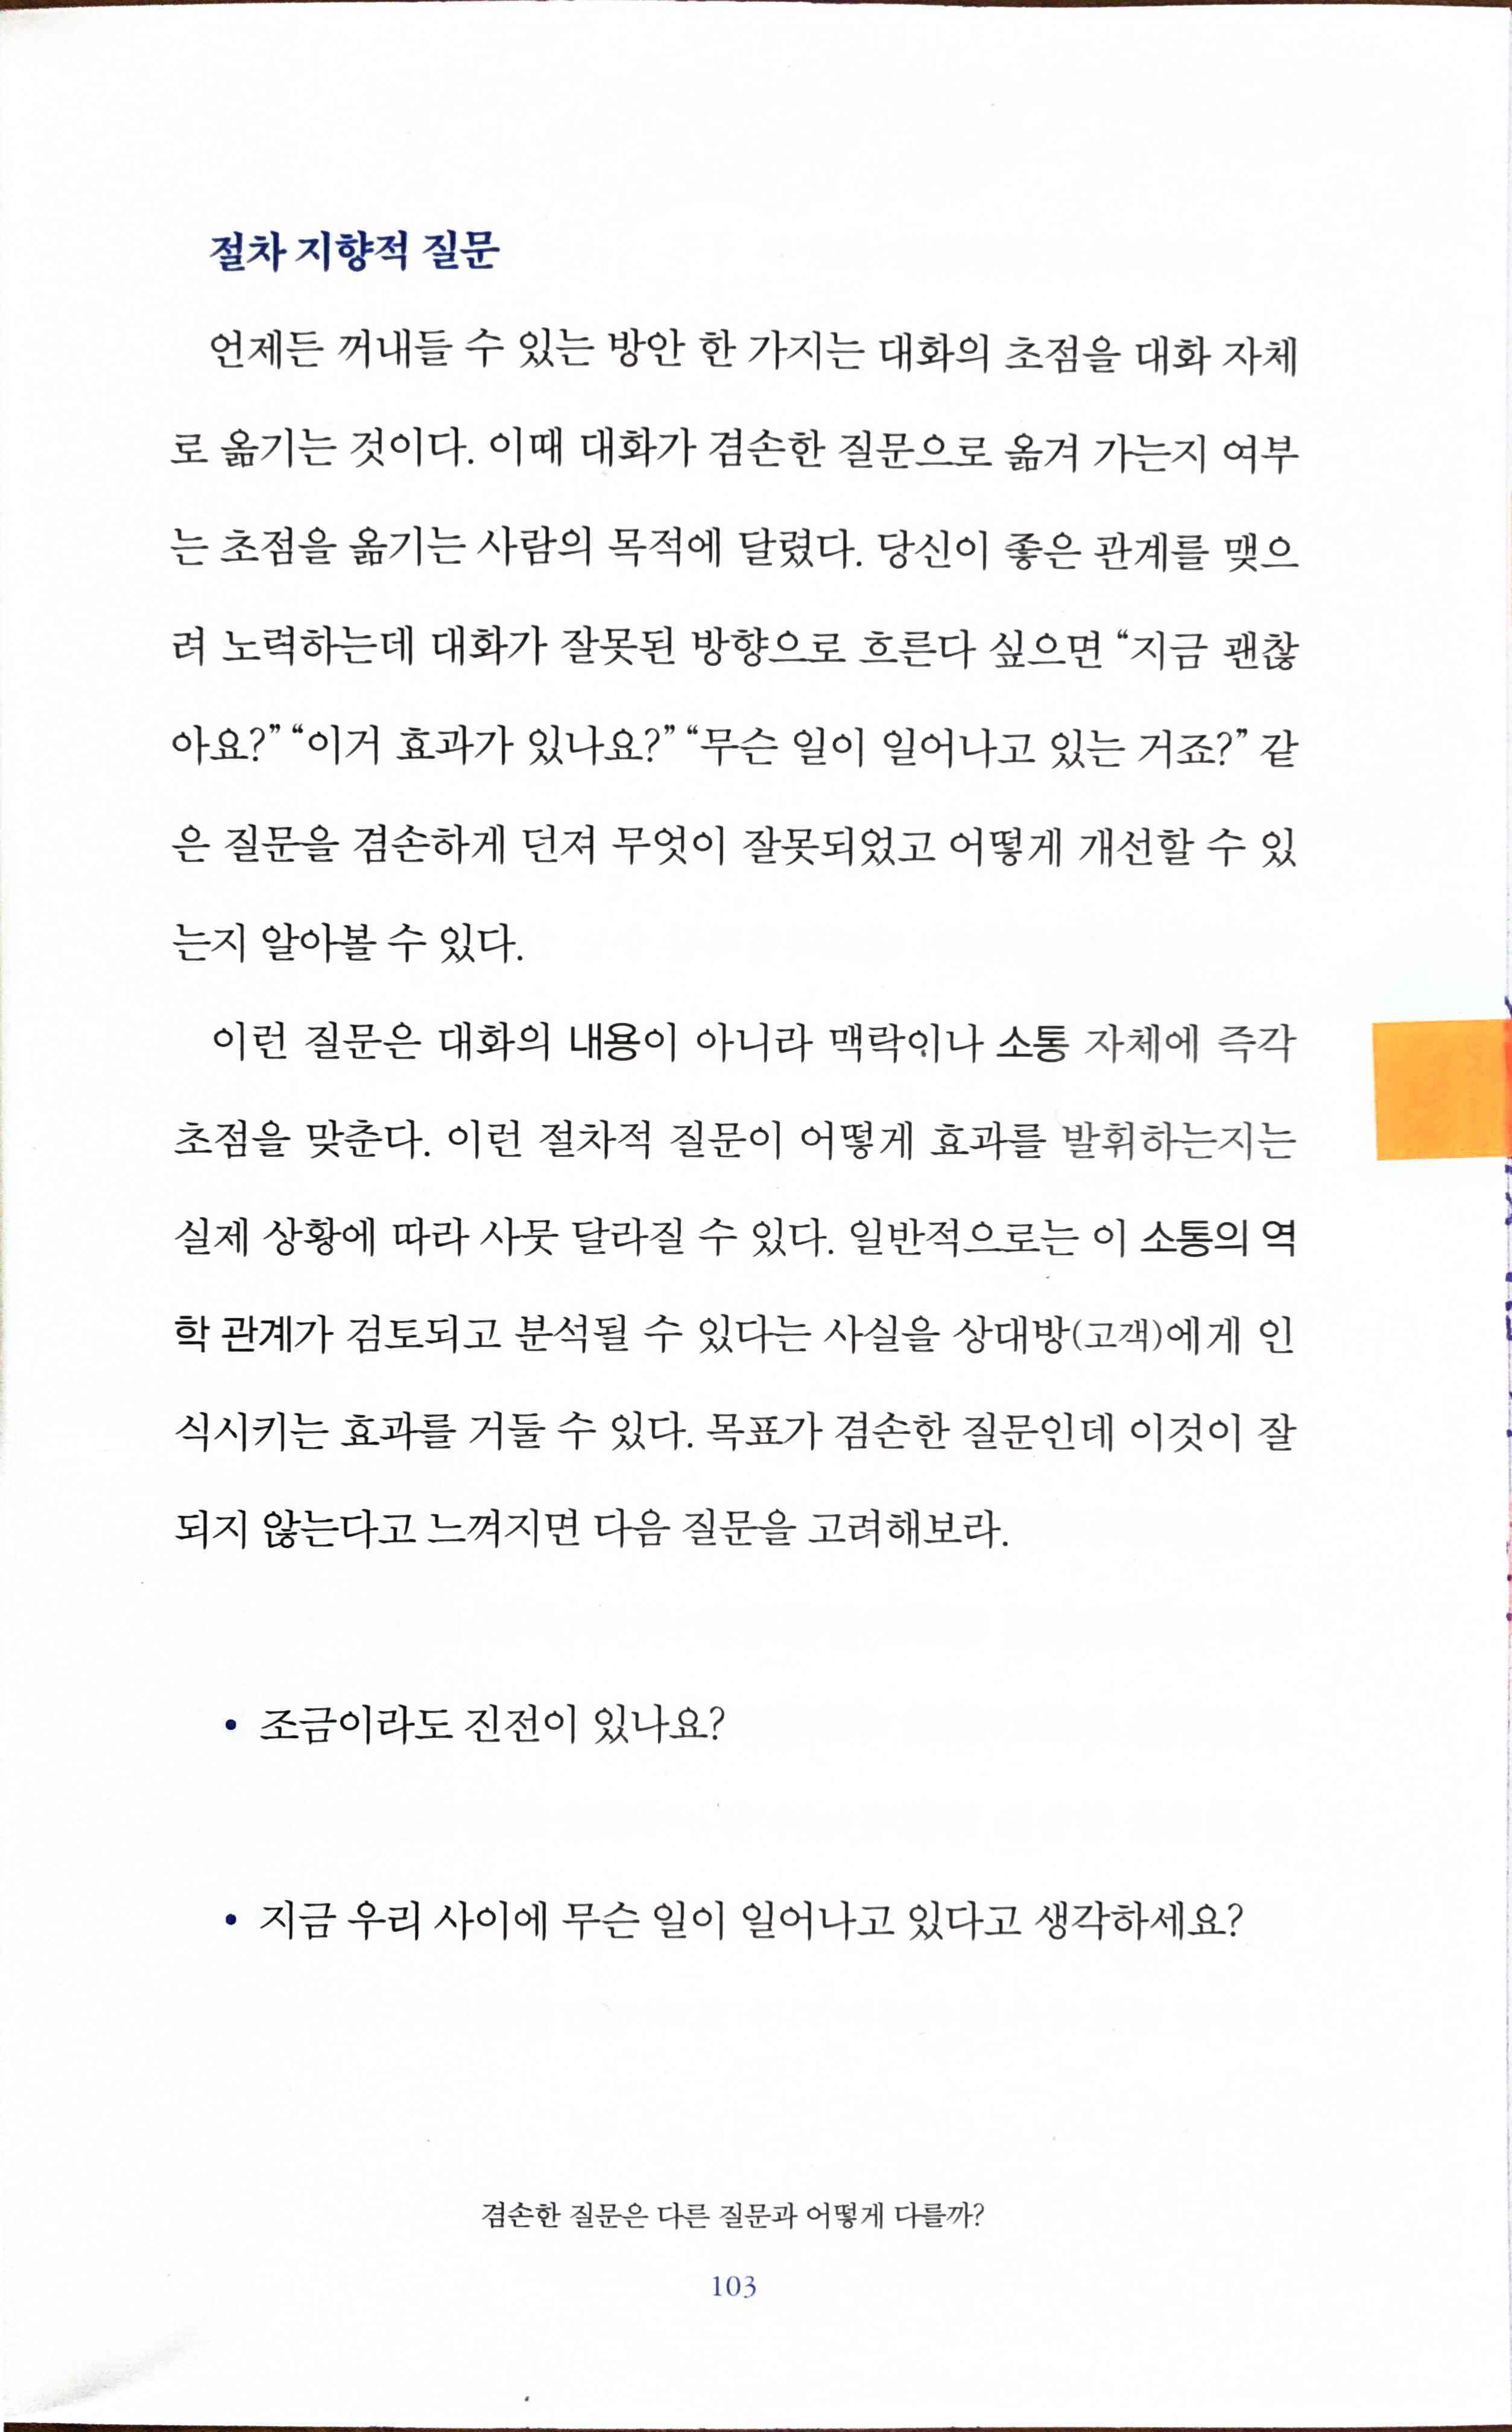 절차 지향적 질문
언제든 꺼내들 수 있는 방안 한 가지는 대화의 초점을 대화 자체
로 옮기는 것이다. 이때 대화가 겸손한 질문으로 옮겨 가는지 여부
는 초점을 옮기는 사람의 목적에 달렸다. 당신이 좋은 관계를 맺으
려 노력하는데 대화가 잘못된 방향으로 흐른다 싶으면 “지금 괜찮
아요?” “이거 효과가 있나요?” “무슨 일이 일어나고 있는 거죠?” 같
은 질문을 겸손하게 던져 무엇이 잘못되었고 어떻게 개선할 수 있
는지 알아볼 수 있다.
이런 질문은 대화의 내용이 아니라 맥락이나 소통 자체에 즉각
초점을 맞춘다. 이런 절차적 질문이 어떻게 효과를 발휘하는지는
실제 상황에 따라 사뭇 달라질 수 있다. 일반적으로는 이 소통의 역
학 관계가 검토되고 분석될 수 있다는 사실을 상대방(고객)에게 인
식시키는 효과를 거둘 수 있다. 목표가 겸손한 질문인데 이것이 잘
되지 않는다고 느껴지면 다음 질문을 고려해보라.
• 조금이라도 진전이 있나요?
• 지금 우리 사이에 무슨 일이 일어나고 있다고 생각하세요?
겸손한 질문은 다른 질문과 어떻게 다를까?
103